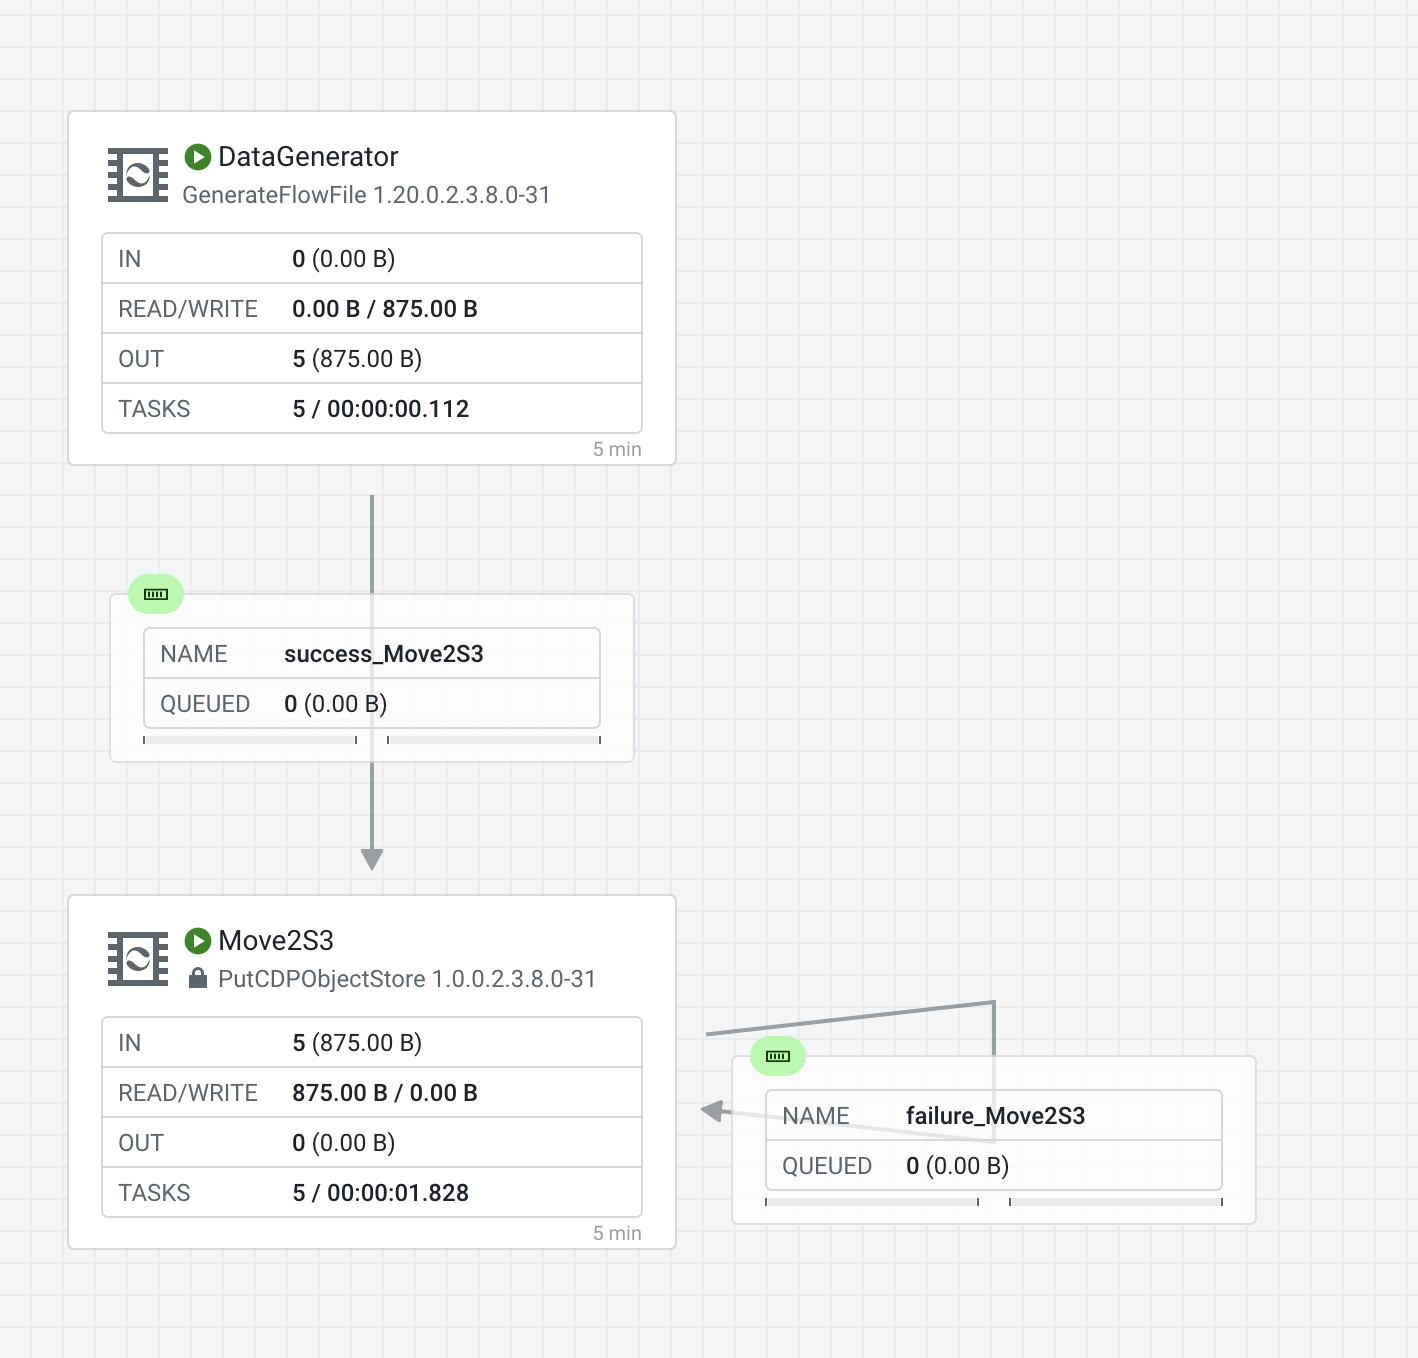 DataGenerator
GenerateFlowFile 1.20.0.2.3.8.0-31
IN 0 (0.00 B)
READ/WRITE 0.00 B / 875.00 B
OUT 5 (875.00 B)
TASKS 5 / 00:00:00.112
5 min
NAME success_Move2S3
QUEUED 0 (0.00 B)
Move2S3
PutCDPObjectStore 1.0.0.2.3.8.0-31
IN 5 (875.00 B)
READ/WRITE 875.00 B / 0.00 B
OUT 0 (0.00 B)
TASKS 5 / 00:00:01.828
5 min
NAME failure_Move2S3
QUEUED 0 (0.00 B)